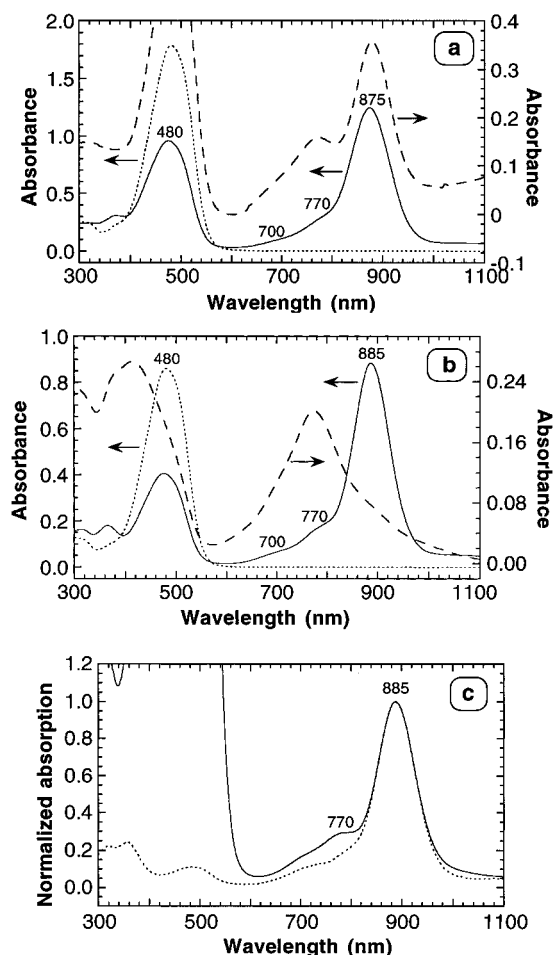 a
2.0
1.5
1.0
0.5
0.0
Absorbance
480
700
770
875
0.4
0.3
0.2
0.1
0
-0.1
Absorbance
300 500 700 900 1100
Wavelength (nm)
b
1.0
0.8
0.6
0.4
0.2
0.0
Absorbance
480
700
770
885
0.24
0.16
0.08
0.00
Absorbance
300 500 700 900 1100
Wavelength (nm)
c
1.2
1.0
0.8
0.6
0.4
0.2
0.0
Normalized absorption
770
885
300 500 700 900 1100
Wavelength (nm)